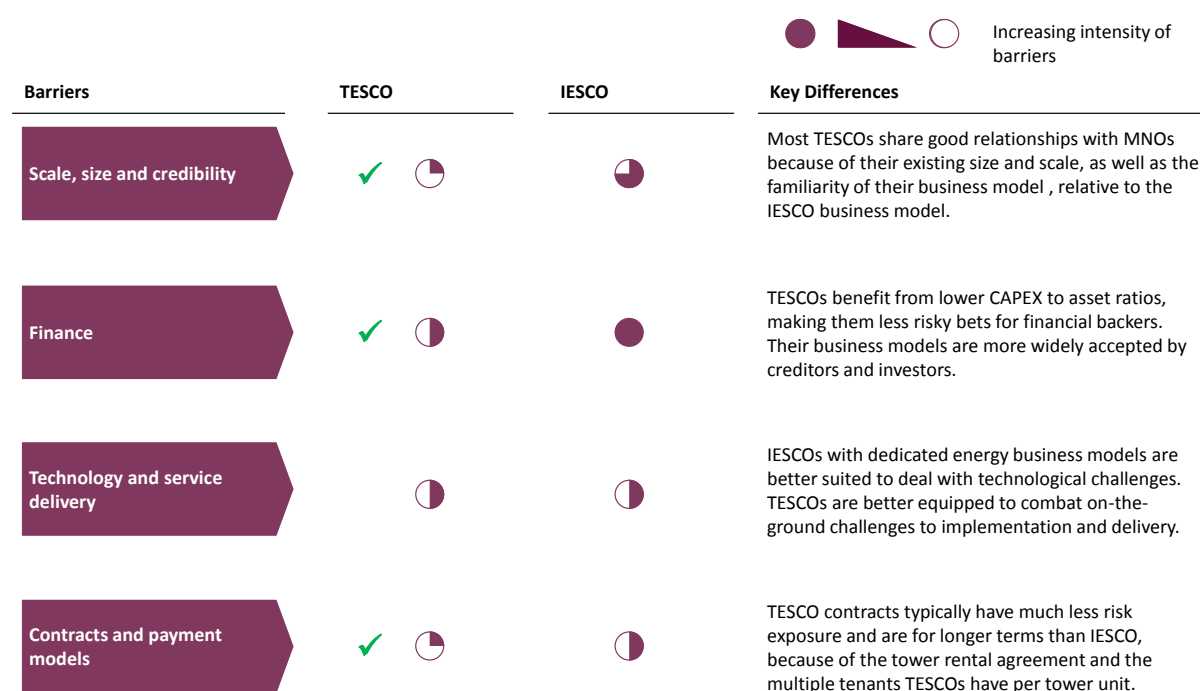 Increasing intensity of
barriers
Barriers
TESCO
IESCO
Key Differences
Scale, size and credibility
Most TESCOs share good relationships with MNOs
because of their existing size and scale, as well as the
familiarity of their business model , relative to the
IESCO business model.
Finance
TESCOs benefit from lower CAPEX to asset ratios,
making them less risky bets for financial backers.
Their business models are more widely accepted by
creditors and investors.
Technology and service
delivery
IESCOs with dedicated energy business models are
better suited to deal with technological challenges.
TESCOs are better equipped to combat on-the-
ground challenges to implementation and delivery.
Contracts and payment
models
TESCO contracts typically have much less risk
exposure and are for longer terms than IESCO,
because of the tower rental agreement and the
multiple tenants TESCOs have per tower unit.